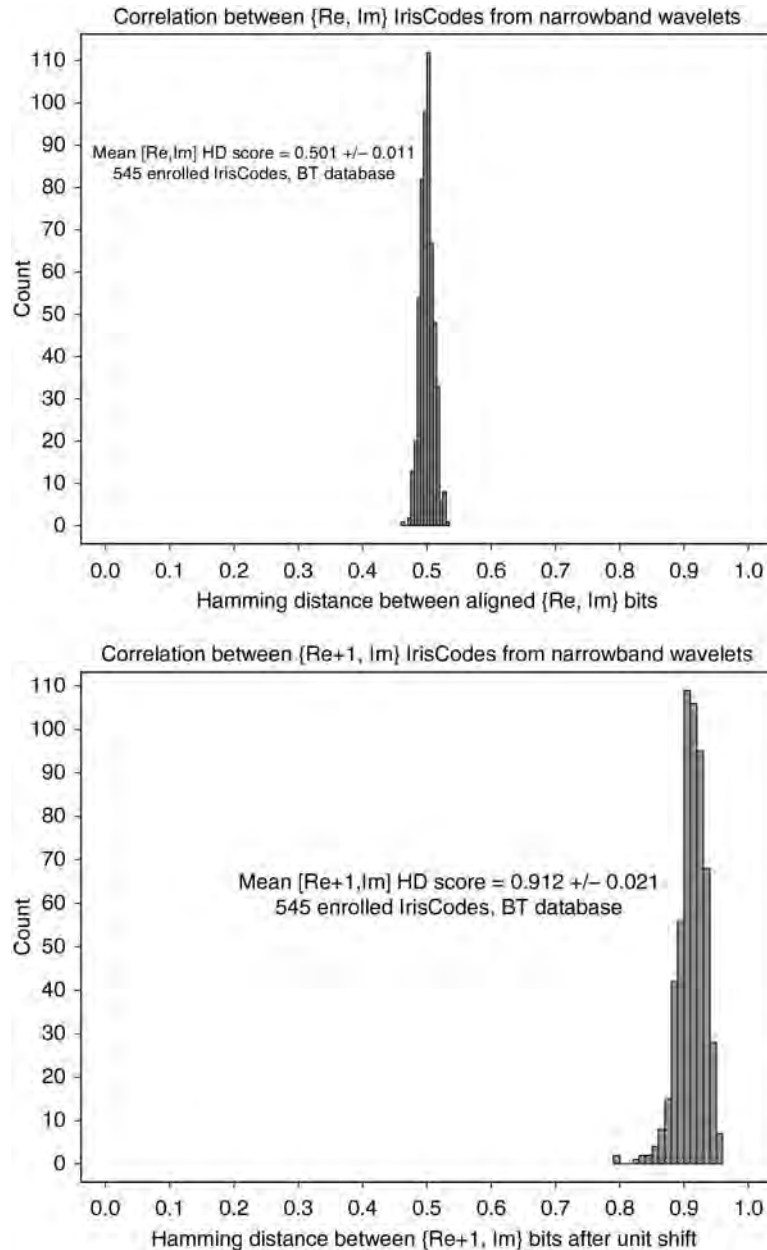 Correlation between {Re, Im} IrisCodes from narrowband wavelets
110
100
90
80
70
60
50
40
30
20
10
0
Count
Mean [Re,Im] HD score = 0.501 +/– 0.011
545 enrolled IrisCodes, BT database
0.0 0.1 0.2 0.3 0.4 0.5 0.6 0.7 0.8 0.9 1.0
Hamming distance between aligned {Re, Im} bits
Correlation between {Re+1, Im} IrisCodes from narrowband wavelets
110
100
90
80
70
60
50
40
30
20
10
0
Count
Mean [Re+1,Im] HD score = 0.912 +/– 0.021
545 enrolled IrisCodes, BT database
0.0 0.1 0.2 0.3 0.4 0.5 0.6 0.7 0.8 0.9 1.0
Hamming distance between {Re+1, Im} bits after unit shift